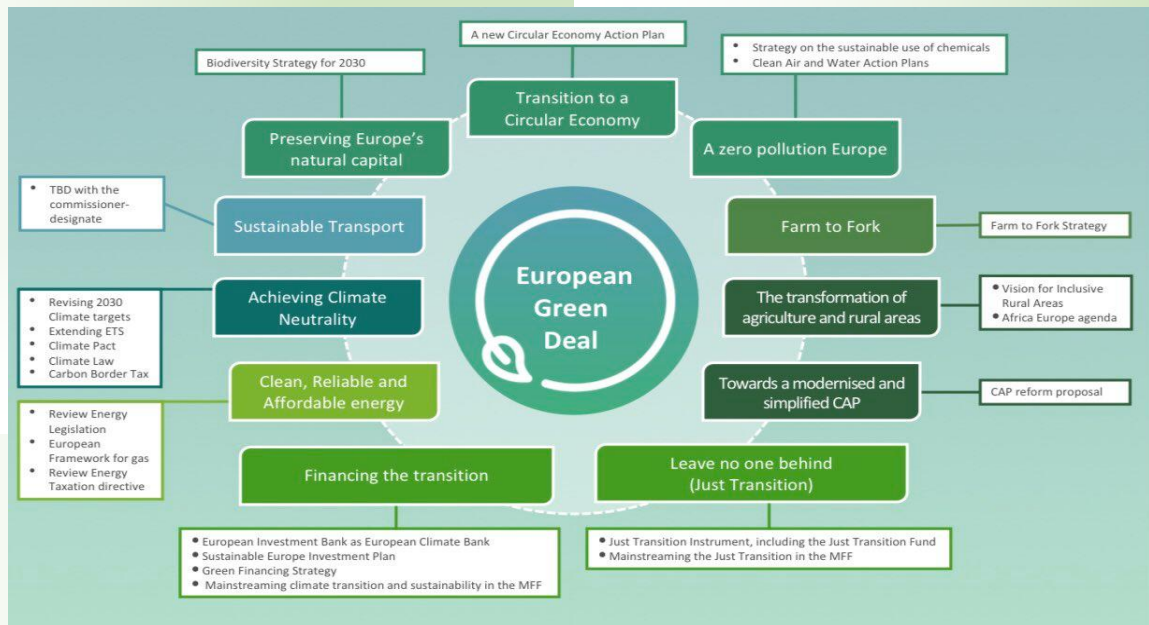 A new Circular Economy Action Plan
Biodiversity Strategy for 2030
• Strategy on the sustainable use of chemicals
• Clean Air and Water Action Plans
Transition to a
Circular Economy
Preserving Europe's
natural capital
A zero pollution Europe
• TBD with the
commissioner-
designate
Sustainable Transport
Farm to Fork
Farm to Fork Strategy
European
Green
Deal
• Revising 2030
Climate targets
• Extending ETS
• Climate Pact
• Climate Law
• Carbon Border Tax
Achieving Climate
Neutrality
The transformation of
agriculture and rural areas
• Vision for Inclusive
Rural Areas
• Africa Europe agenda
Clean, Reliable and
Affordable energy
Towards a modernised and
simplified CAP
CAP reform proposal
• Review Energy
Legislation
• European
Framework for gas
• Review Energy
Taxation directive
Financing the transition
Leave no one behind
(Just Transition)
• European Investment Bank as European Climate Bank
• Sustainable Europe Investment Plan
• Green Financing Strategy
• Mainstreaming climate transition and sustainability in the MFF
• Just Transition Instrument, including the Just Transition Fund
• Mainstreaming the Just Transition in the MFF